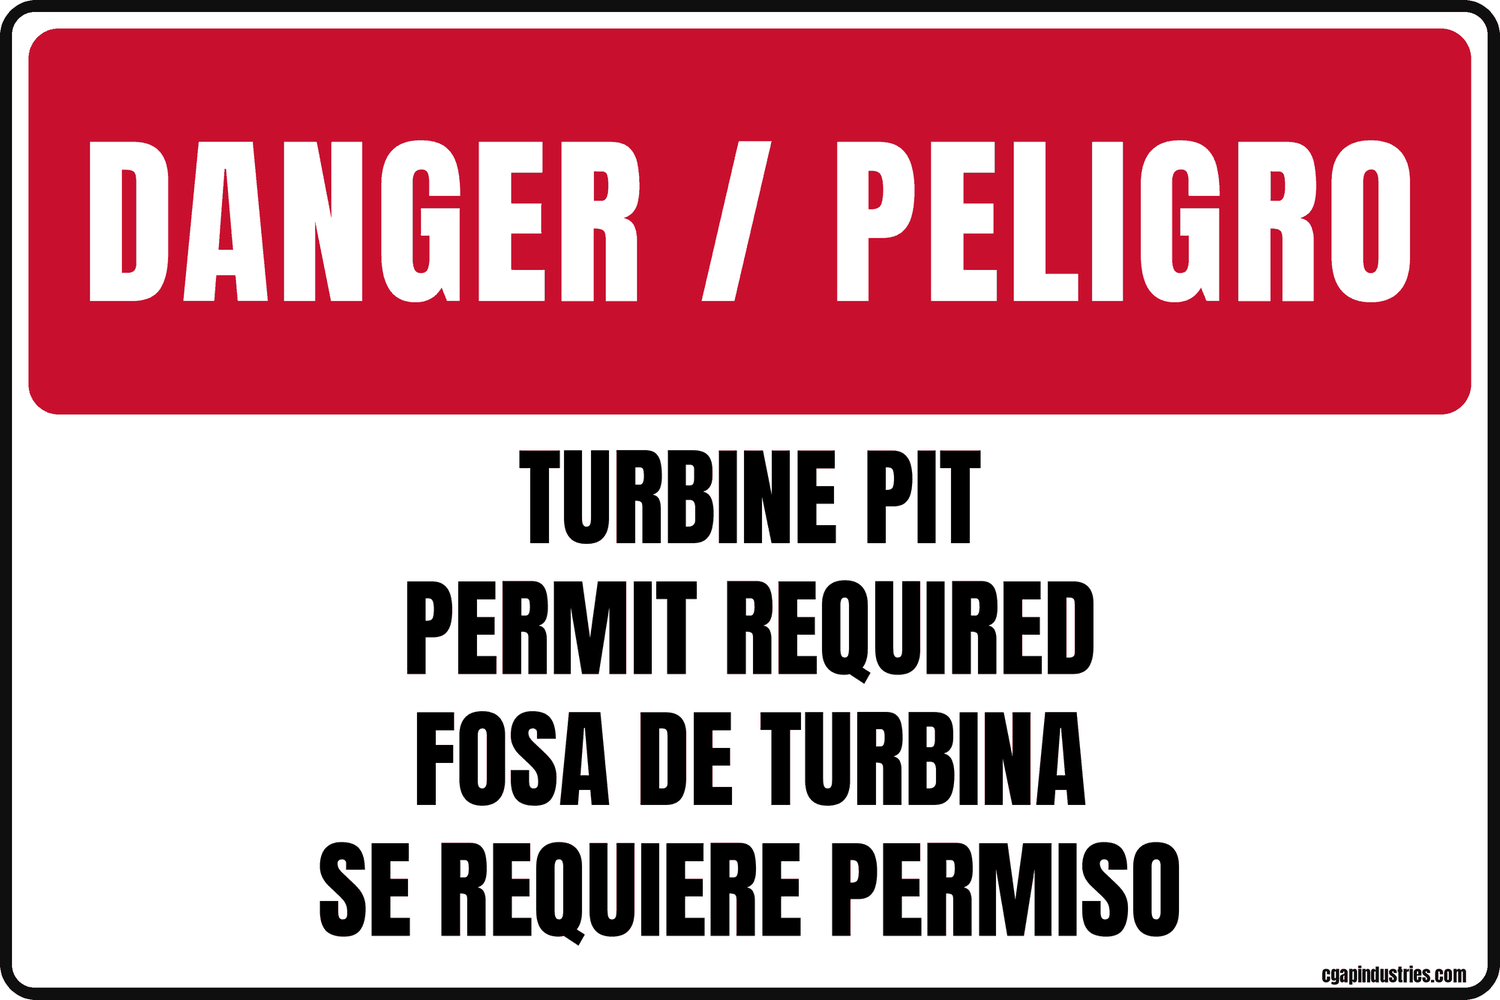 DANGER / PELIGRO
TURBINE PIT
PERMIT REQUIRED
FOSA DE TURBINA
SE REQUIERE PERMISO
cgapindustries.com